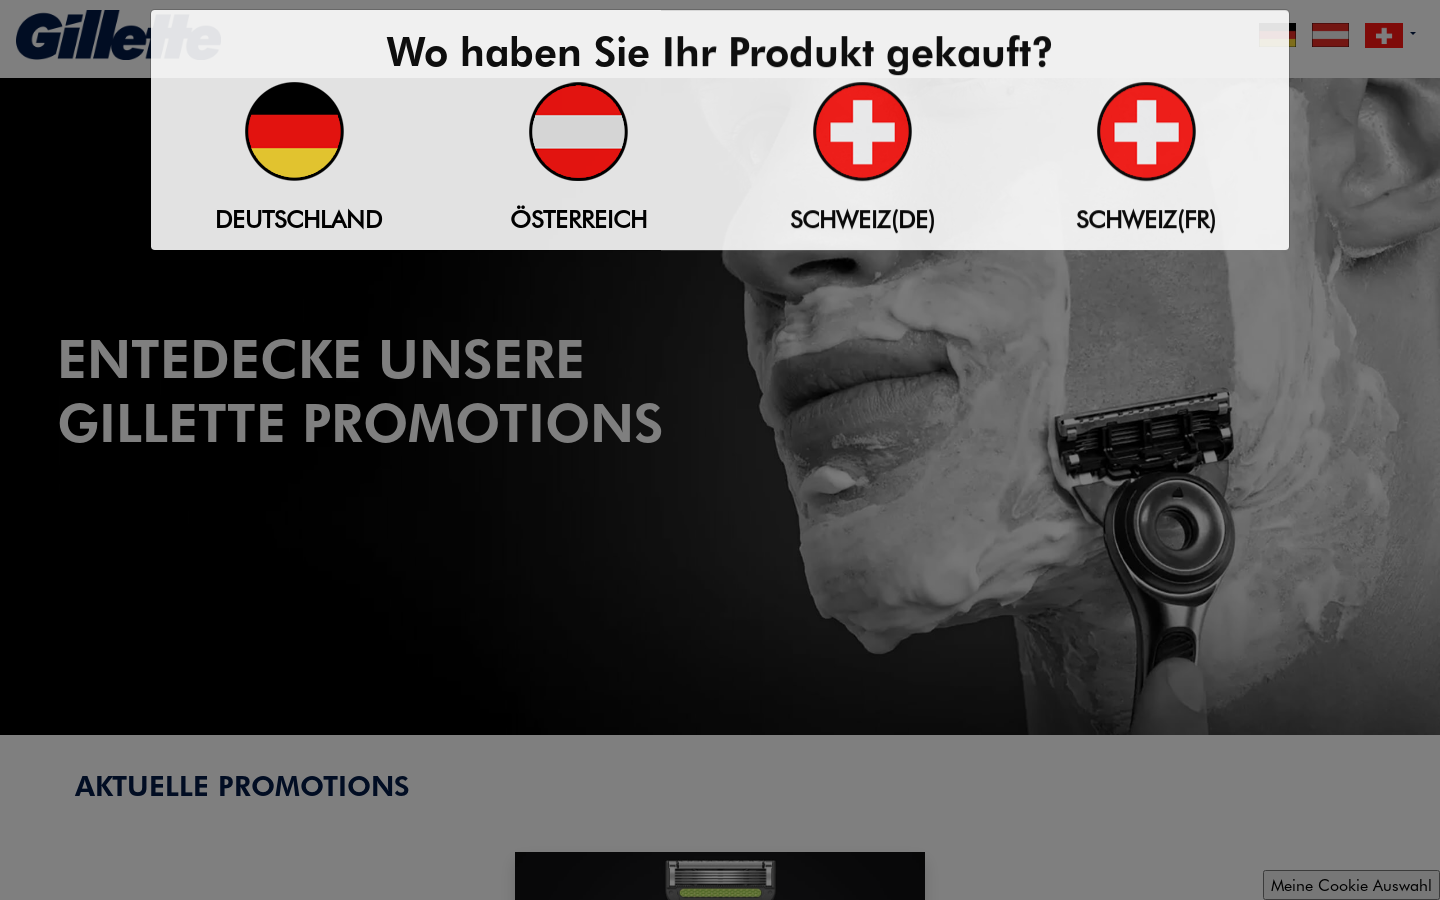 Gillette
Wo haben Sie Ihr Produkt gekauft?
DEUTSCHLAND
ÖSTERREICH
SCHWEIZ(DE)
SCHWEIZ(FR)
ENTEDECKE UNSERE
GILLETTE PROMOTIONS
AKTUELLE PROMOTIONS
Meine Cookie Auswahl